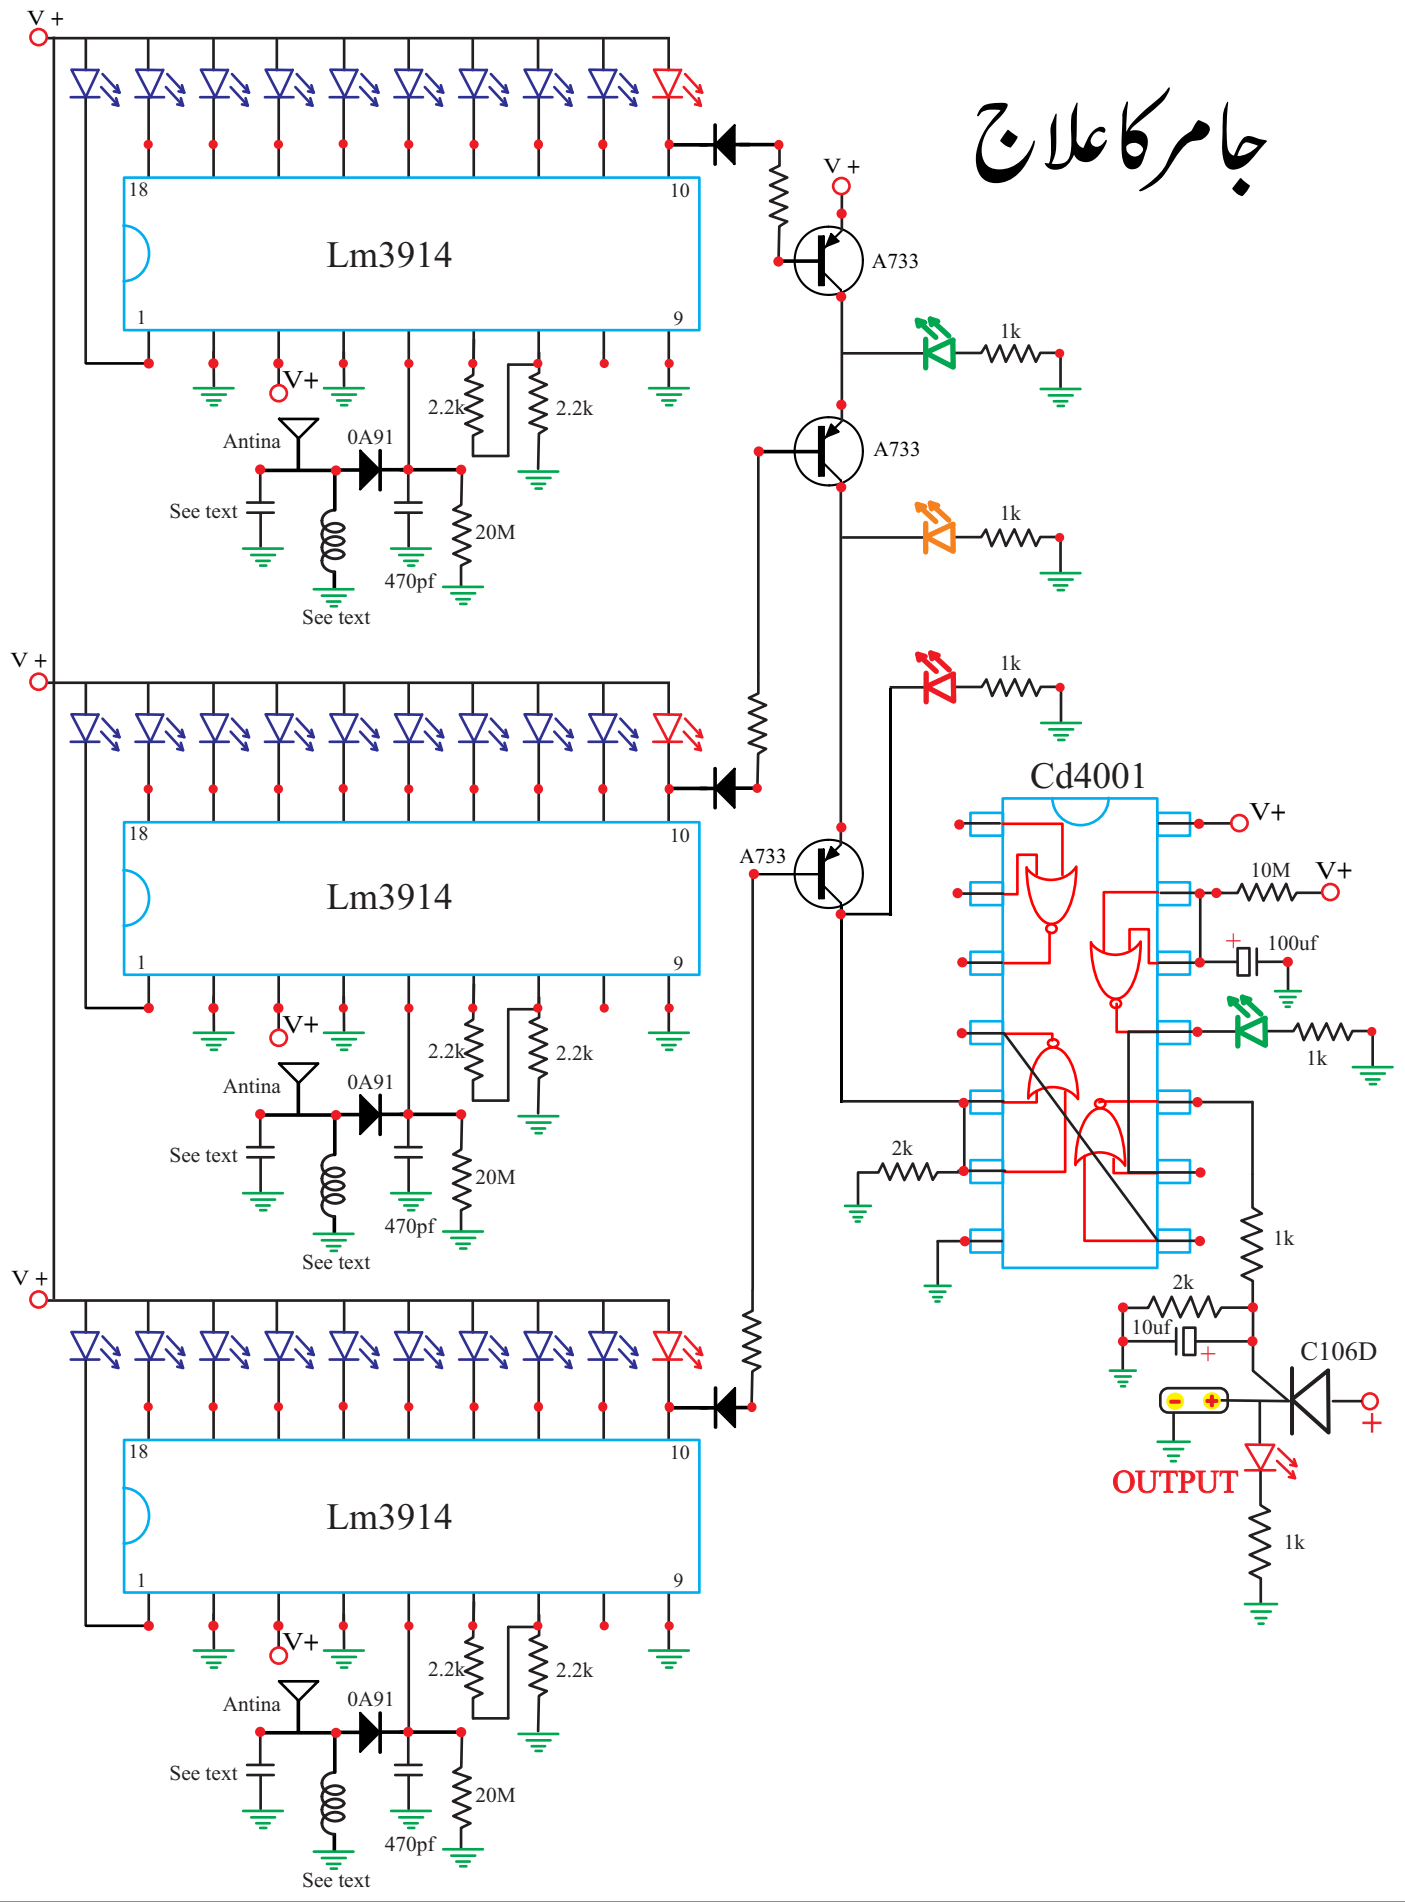 جامر کا علاج
V +
18
10
Lm3914
1
9
V+
2.2k
2.2k
Antina
0A91
See text
20M
470pf
See text
V +
A733
1k
A733
1k
1k
V +
18
10
Lm3914
1
9
V+
2.2k
2.2k
Antina
0A91
See text
20M
470pf
See text
A733
Cd4001
V+
10M
V+
+
100uf
1k
2k
1k
2k
10uf
+
C106D
- +
+
OUTPUT
1k
V +
18
10
Lm3914
1
9
V+
2.2k
2.2k
Antina
0A91
See text
20M
470pf
See text